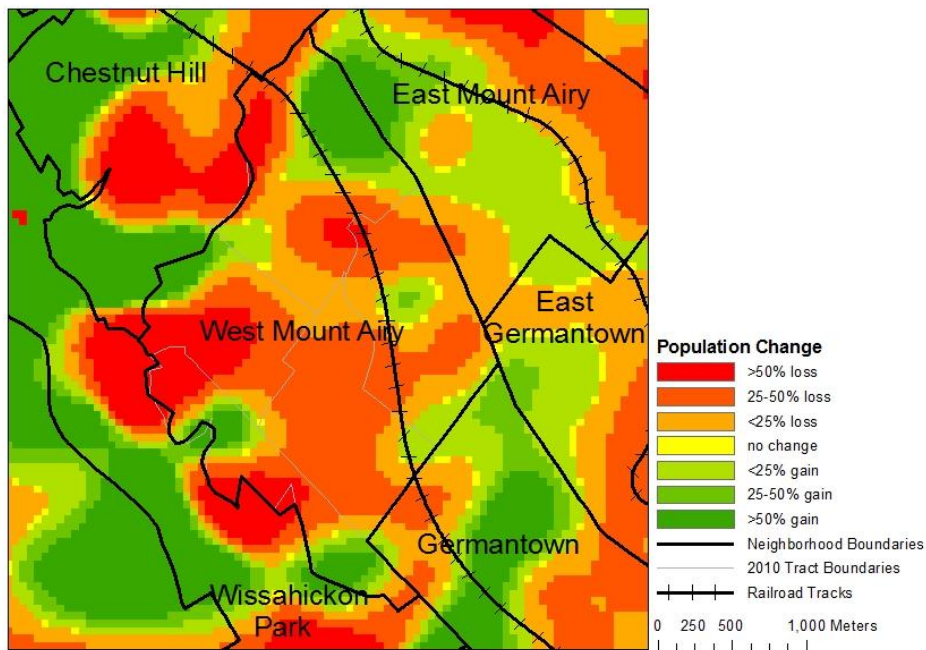 Chestnut Hill
East Mount Airy
West Mount Airy
East
Germantown
Germantown
Wissahickon
Park
Population Change
>50% loss
25-50% loss
<25% loss
no change
<25% gain
25-50% gain
>50% gain
Neighborhood Boundaries
2010 Tract Boundaries
Railroad Tracks
0 250 500 1,000 Meters